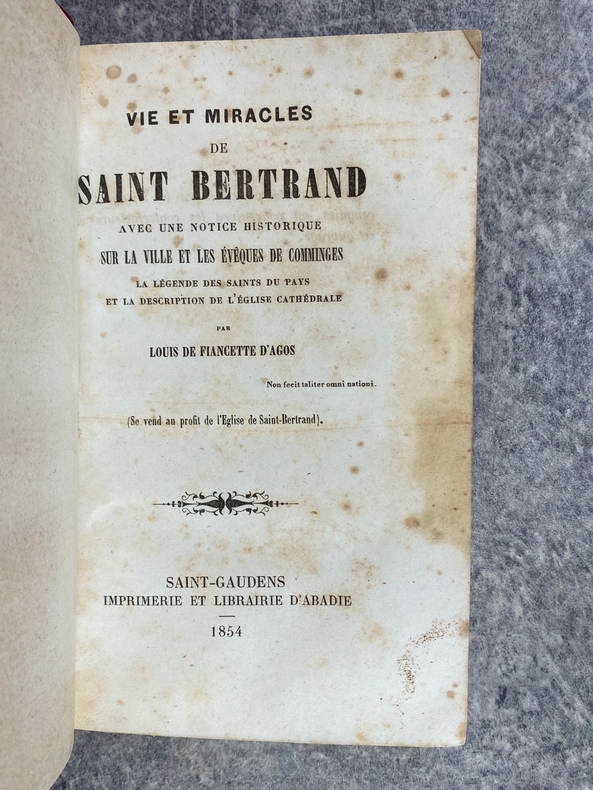 VIE ET MIRACLES
DE
SAINT BERTRAND
AVEC UNE NOTICE HISTORIQUE
SUR LA VILLE ET LES ÉVÊQUES DE COMMINGES
LA LÉGENDE DES SAINTS DU PAYS
ET LA DESCRIPTION DE L'ÉGLISE CATHÉDRALE
PAR
LOUIS DE FIANCETTE D'AGOS
Non fecit taliter omni nationi.
(Se vend au profit de l'Eglise de Saint-Bertrand).
SAINT-GAUDENS
IMPRIMERIE ET LIBRAIRIE D'ABADIE
1854